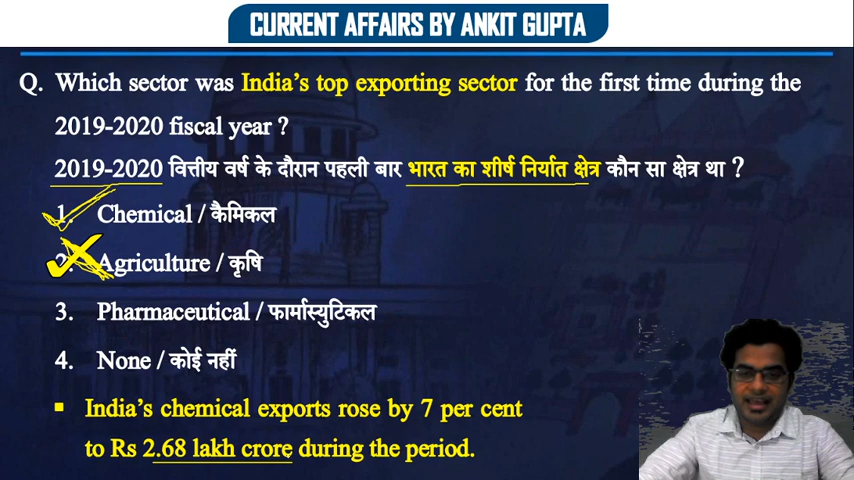 CURRENT AFFAIRS BY ANKIT GUPTA
Q. Which sector was India's top exporting sector for the first time during the
2019-2020 fiscal year ?
2019-2020 वित्तीय वर्ष के दौरान पहली बार भारत का शीर्ष निर्यात क्षेत्र कौन सा क्षेत्र था ?
1. Chemical / कैमिकल
2. Agriculture / कृषि
3. Pharmaceutical / फार्मास्युटिकल
4. None / कोई नहीं
▪ India's chemical exports rose by 7 per cent
to Rs 2.68 lakh crore during the period.